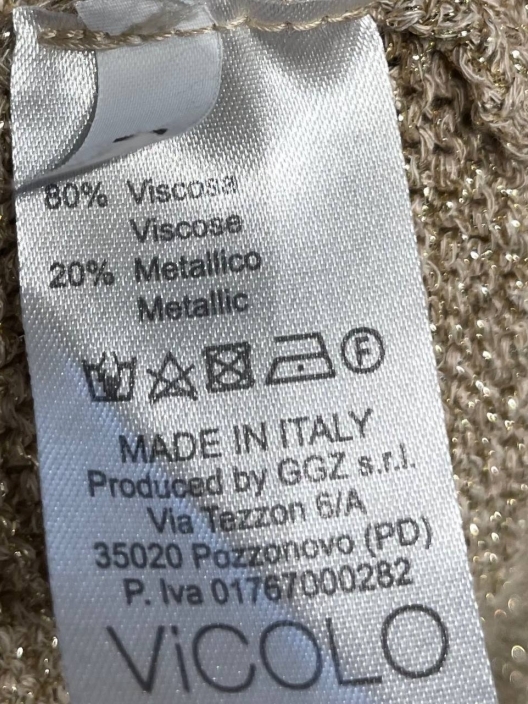 80% Viscosa
Viscose
20% Metallico
Metallic
F
MADE IN ITALY
Produced by GGZ s.r.l.
Via Tezzon 6/A
35020 Pozzonovo (PD)
P. Iva 01767000282
ViCOLO